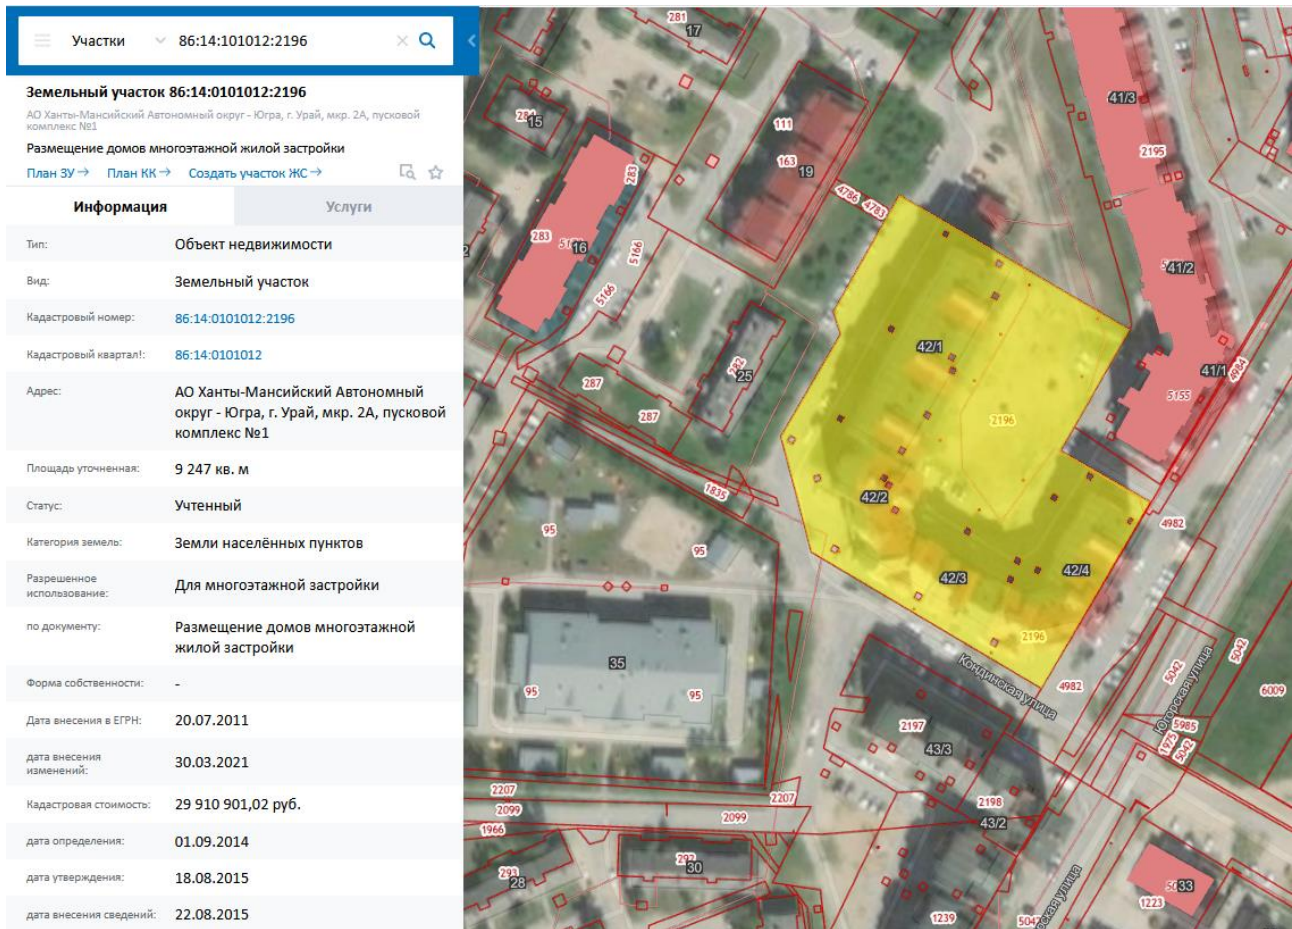 Участки 86:14:101012:2196
Земельный участок 86:14:0101012:2196
АО Ханты-Мансийский Автономный округ - Югра, г. Урай, мкр. 2А, пусковой
комплекс №1
Размещение домов многоэтажной жилой застройки
План ЗУ → План КК → Создать участок ЖС →
Информация Услуги
Тип: Объект недвижимости
Вид: Земельный участок
Кадастровый номер: 86:14:0101012:2196
Кадастровый квартал!: 86:14:0101012
Адрес: АО Ханты-Мансийский Автономный
округ - Югра, г. Урай, мкр. 2А, пусковой
комплекс №1
Площадь уточненная: 9 247 кв. м
Статус: Учтенный
Категория земель: Земли населённых пунктов
Разрешенное
использование: Для многоэтажной застройки
по документу: Размещение домов многоэтажной
жилой застройки
Форма собственности: -
Дата внесения в ЕГРН: 20.07.2011
дата внесения
изменений: 30.03.2021
Кадастровая стоимость: 29 910 901,02 руб.
дата определения: 01.09.2014
дата утверждения: 18.08.2015
дата внесения сведений: 22.08.2015
281
17
15
111
163
19
283
283
16
5166
5166
4786
4783
41/3
2195
41/2
41/1
4984
5155
282
25
287
287
42/1
2196
1835
95
95
42/2
42/3
42/4
2196
4982
4982
35
95
95
Кондинская улица
Югорская улица
5042
5042
6009
5985
1975
5042
2197
43/3
2198
43/2
2207
2207
2099
2099
1966
292
30
293
28
1239
33
1223